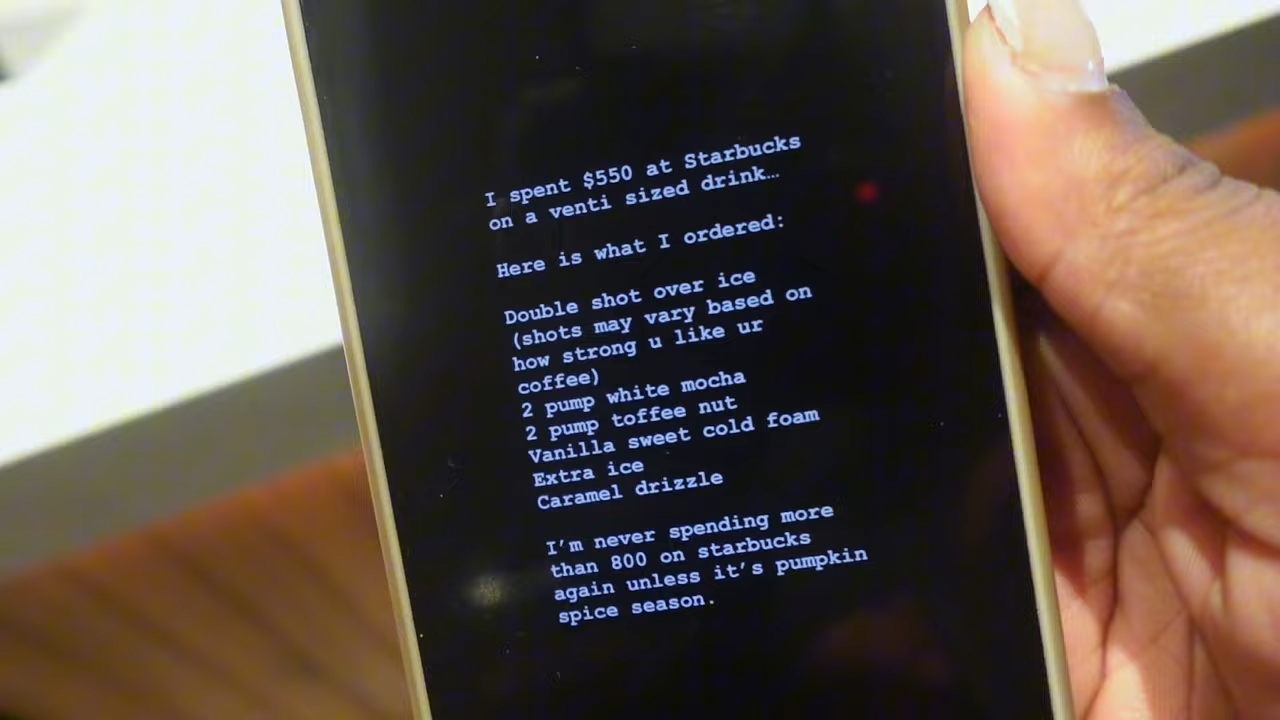 I spent $550 at Starbucks
on a venti sized drink…
Here is what I ordered:
Double shot over ice
(shots may vary based on
how strong u like ur
coffee)
2 pump white mocha
2 pump toffee nut
Vanilla sweet cold foam
Extra ice
Caramel drizzle
I’m never spending more
than 800 on starbucks
again unless it’s pumpkin
spice season.